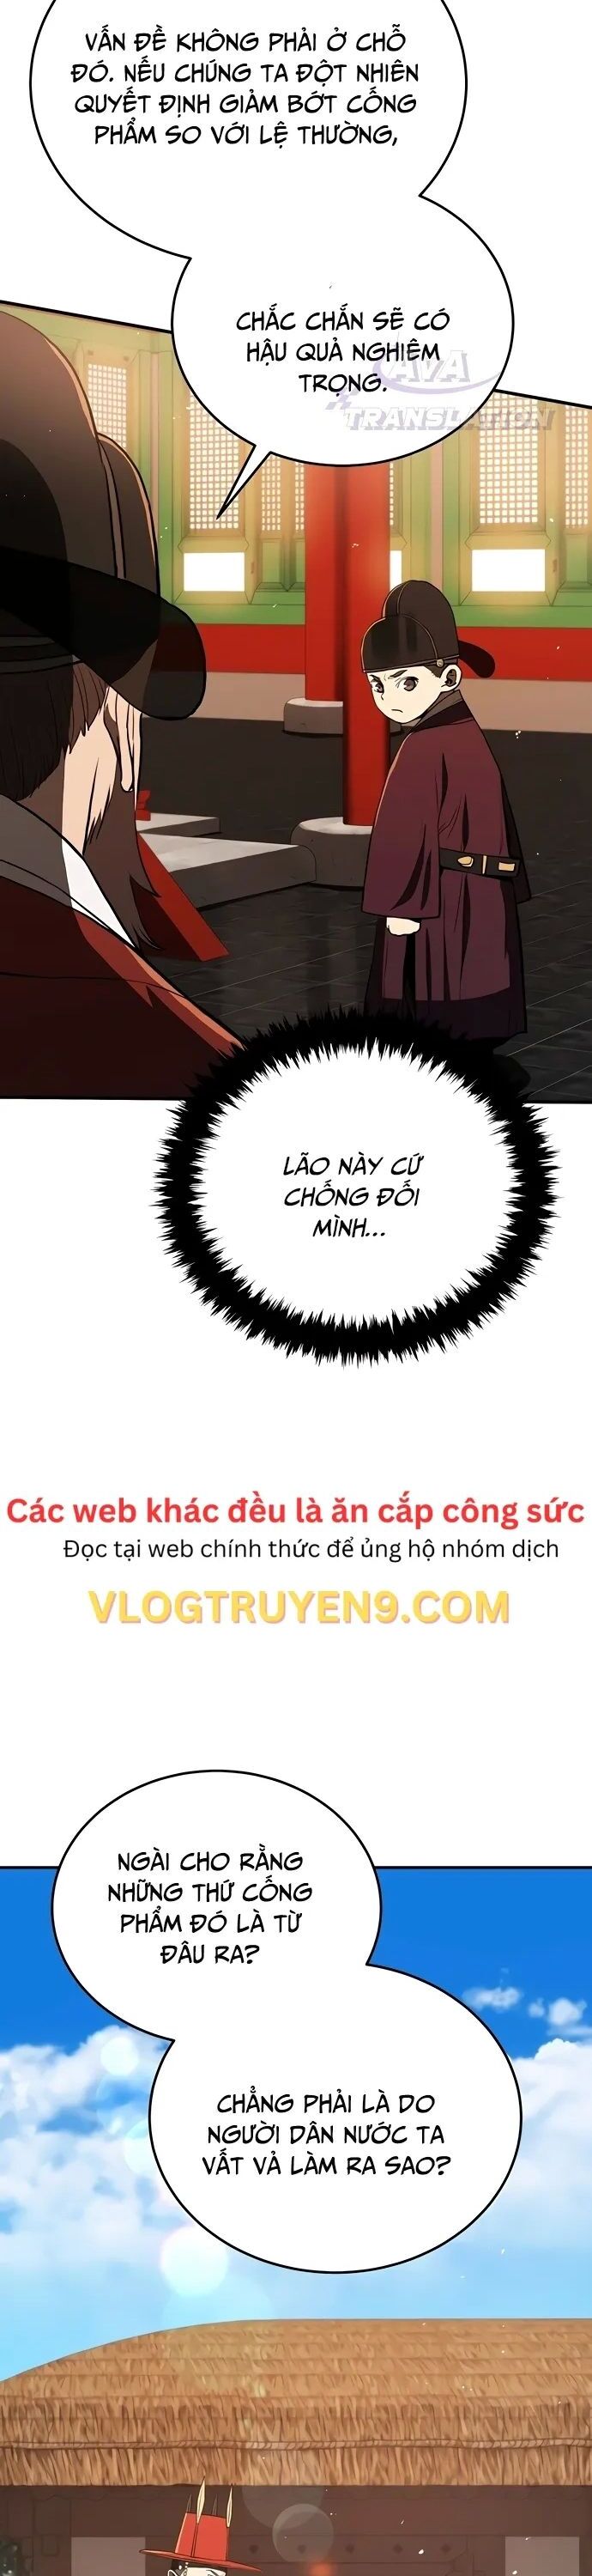 VẤN ĐỀ KHÔNG PHẢI Ở CHỖ
ĐÓ. NẾU CHÚNG TA ĐỘT NHIÊN
QUYẾT ĐỊNH GIẢM BỚT CỐNG
PHẨM SO VỚI LỆ THƯỜNG,
CHẮC CHẮN SẼ CÓ
HẬU QUẢ NGHIÊM
TRỌNG.
AVA
TRANSLATION
LÃO NÀY CỨ
CHỐNG ĐỐI
MÌNH...
Các web khác đều là ăn cắp công sức
Đọc tại web chính thức để ủng hộ nhóm dịch
VLOGTRUYEN9.COM
NGÀI CHO RẰNG
NHỮNG THỨ CỐNG
PHẨM ĐÓ LÀ TỪ
ĐÂU RA?
CHẲNG PHẢI LÀ DO
NGƯỜI DÂN NƯỚC TA
VẤT VẢ LÀM RA SAO?